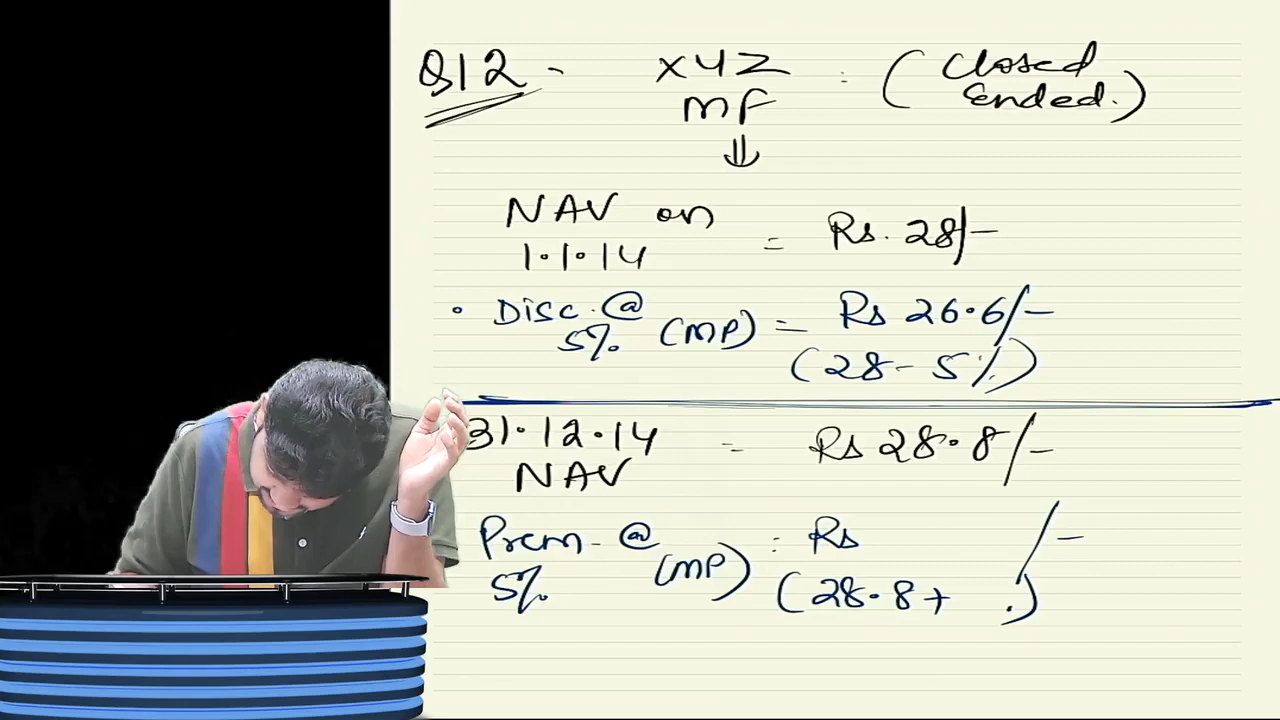 Q12 - XYZ MF : (Closed Ended.)
⇓
NAV on 1.1.14 = Rs. 28/-
• Disc. @ 5% (MP) = Rs 26.6/-
(28 - 5%)
31.12.14 NAV = Rs 28.8/-
Prem. @ 5% (MP) : Rs /-
(28.8 + .)